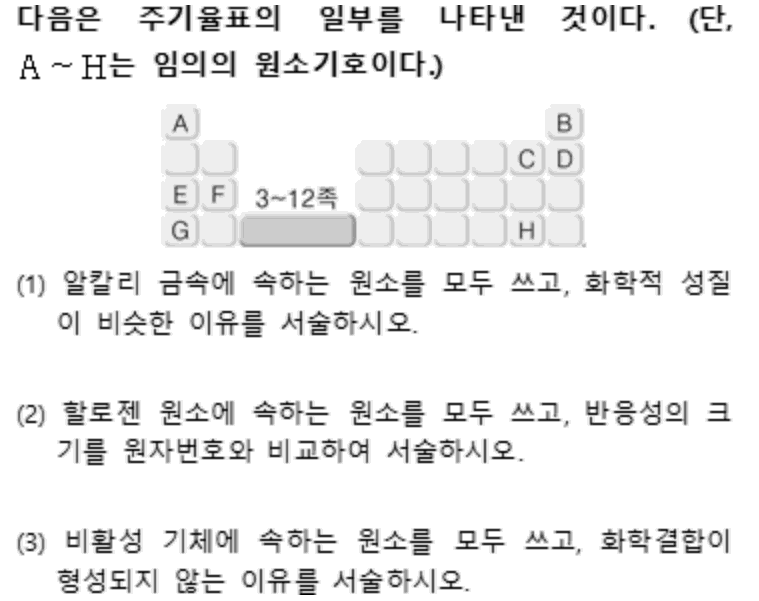 다음은 주기율표의 일부를 나타낸 것이다. (단,
A ~ H는 임의의 원소기호이다.)
A B
C D
E F 3~12족
G H
(1) 알칼리 금속에 속하는 원소를 모두 쓰고, 화학적 성질
이 비슷한 이유를 서술하시오.
(2) 할로젠 원소에 속하는 원소를 모두 쓰고, 반응성의 크
기를 원자번호와 비교하여 서술하시오.
(3) 비활성 기체에 속하는 원소를 모두 쓰고, 화학결합이
형성되지 않는 이유를 서술하시오.